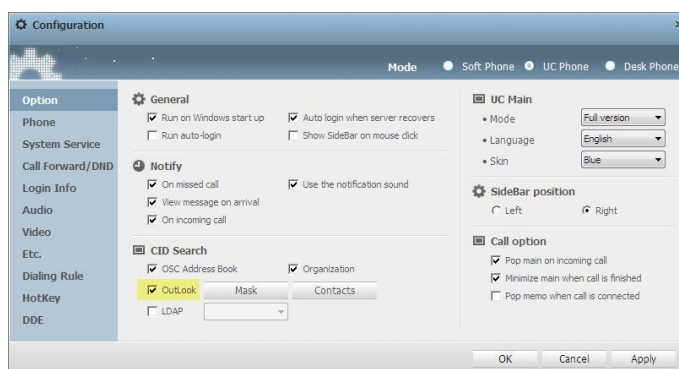 Configuration
Mode Soft Phone UC Phone Desk Phone
Option
Phone
System Service
Call Forward/DND
Login Info
Audio
Video
Etc.
Dialing Rule
HotKey
DDE
General
Run on Windows start up Auto login when server recovers
Run auto-login Show SideBar on mouse click
Notify
On missed call Use the notification sound
View message on arrival
On incoming call
CID Search
OSC Address Book Organization
OutLook Mask Contacts
LDAP
UC Main
• Mode Full version
• Language English
• Skin Blue
SideBar position
Left Right
Call option
Pop main on incoming call
Minimize main when call is finished
Pop memo when call is connected
OK Cancel Apply